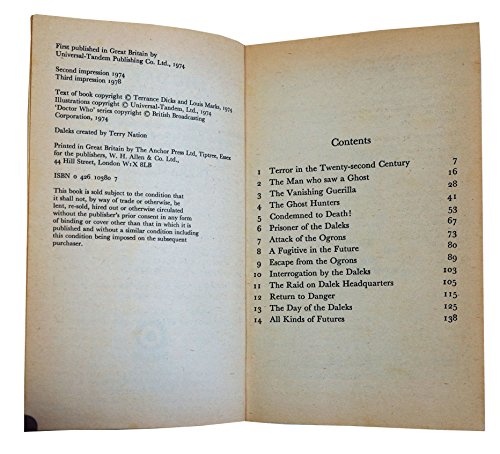 First published in Great Britain by
Universal-Tandem Publishing Co. Ltd., 1974
Second impression 1974
Third impression 1978
Text of book copyright © Terrance Dicks and Louis Marks, 1974
Illustrations copyright © Universal-Tandem, Ltd., 1974
'Doctor Who' series copyright © British Broadcasting
Corporation, 1974
Daleks created by Terry Nation
Printed in Great Britain by The Anchor Press Ltd, Tiptree, Essex
for the publishers, W. H. Allen & Co. Ltd.,
44 Hill Street, London W1X 8LB
ISBN 0 426 10380 7
This book is sold subject to the condition that
it shall not, by way of trade or otherwise, be
lent, re-sold, hired out or otherwise circulated
without the publisher's prior consent in any form
of binding or cover other than that in which it is
published and without a similar condition including
this condition being imposed on the subsequent
purchaser.
Contents
1 Terror in the Twenty-second Century 7
2 The Man who saw a Ghost 16
3 The Vanishing Guerilla 28
4 The Ghost Hunters 41
5 Condemned to Death! 53
6 Prisoner of the Daleks 67
7 Attack of the Ogrons 73
8 A Fugitive in the Future 80
9 Escape from the Ogrons 89
10 Interrogation by the Daleks 103
11 The Raid on Dalek Headquarters 105
12 Return to Danger 115
13 The Day of the Daleks 125
14 All Kinds of Futures 138